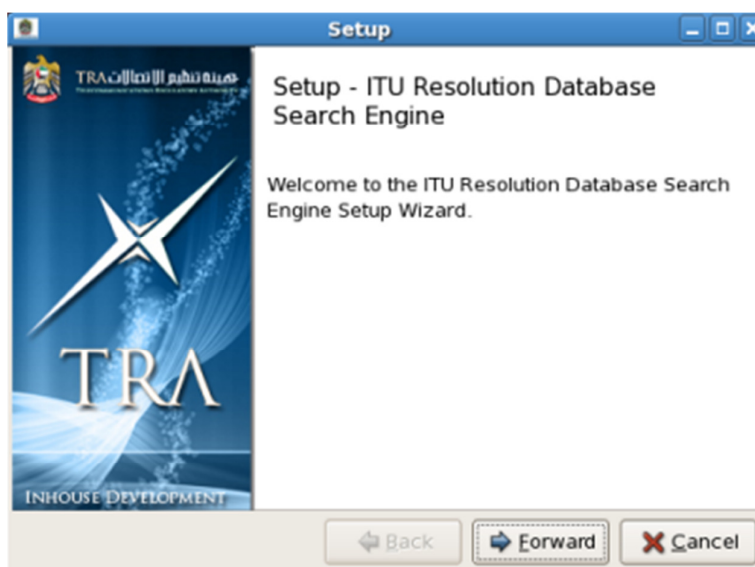 Setup
هيئة تنظيم الاتصالات TRA
Setup - ITU Resolution Database
Search Engine
Welcome to the ITU Resolution Database Search
Engine Setup Wizard.
TRA
INHOUSE DEVELOPMENT
Back
Forward
Cancel